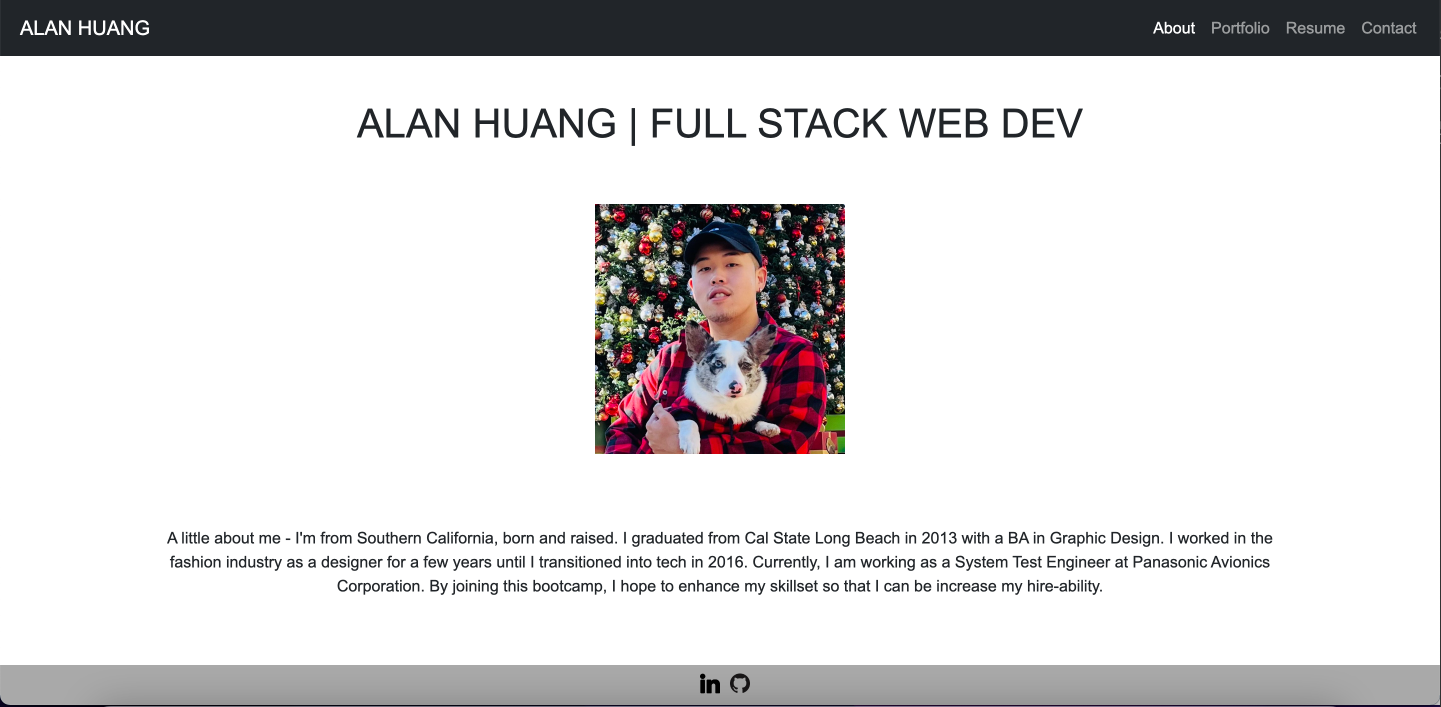 ALAN HUANG
About Portfolio Resume Contact
ALAN HUANG | FULL STACK WEB DEV
A little about me - I'm from Southern California, born and raised. I graduated from Cal State Long Beach in 2013 with a BA in Graphic Design. I worked in the
fashion industry as a designer for a few years until I transitioned into tech in 2016. Currently, I am working as a System Test Engineer at Panasonic Avionics
Corporation. By joining this bootcamp, I hope to enhance my skillset so that I can be increase my hire-ability.
in